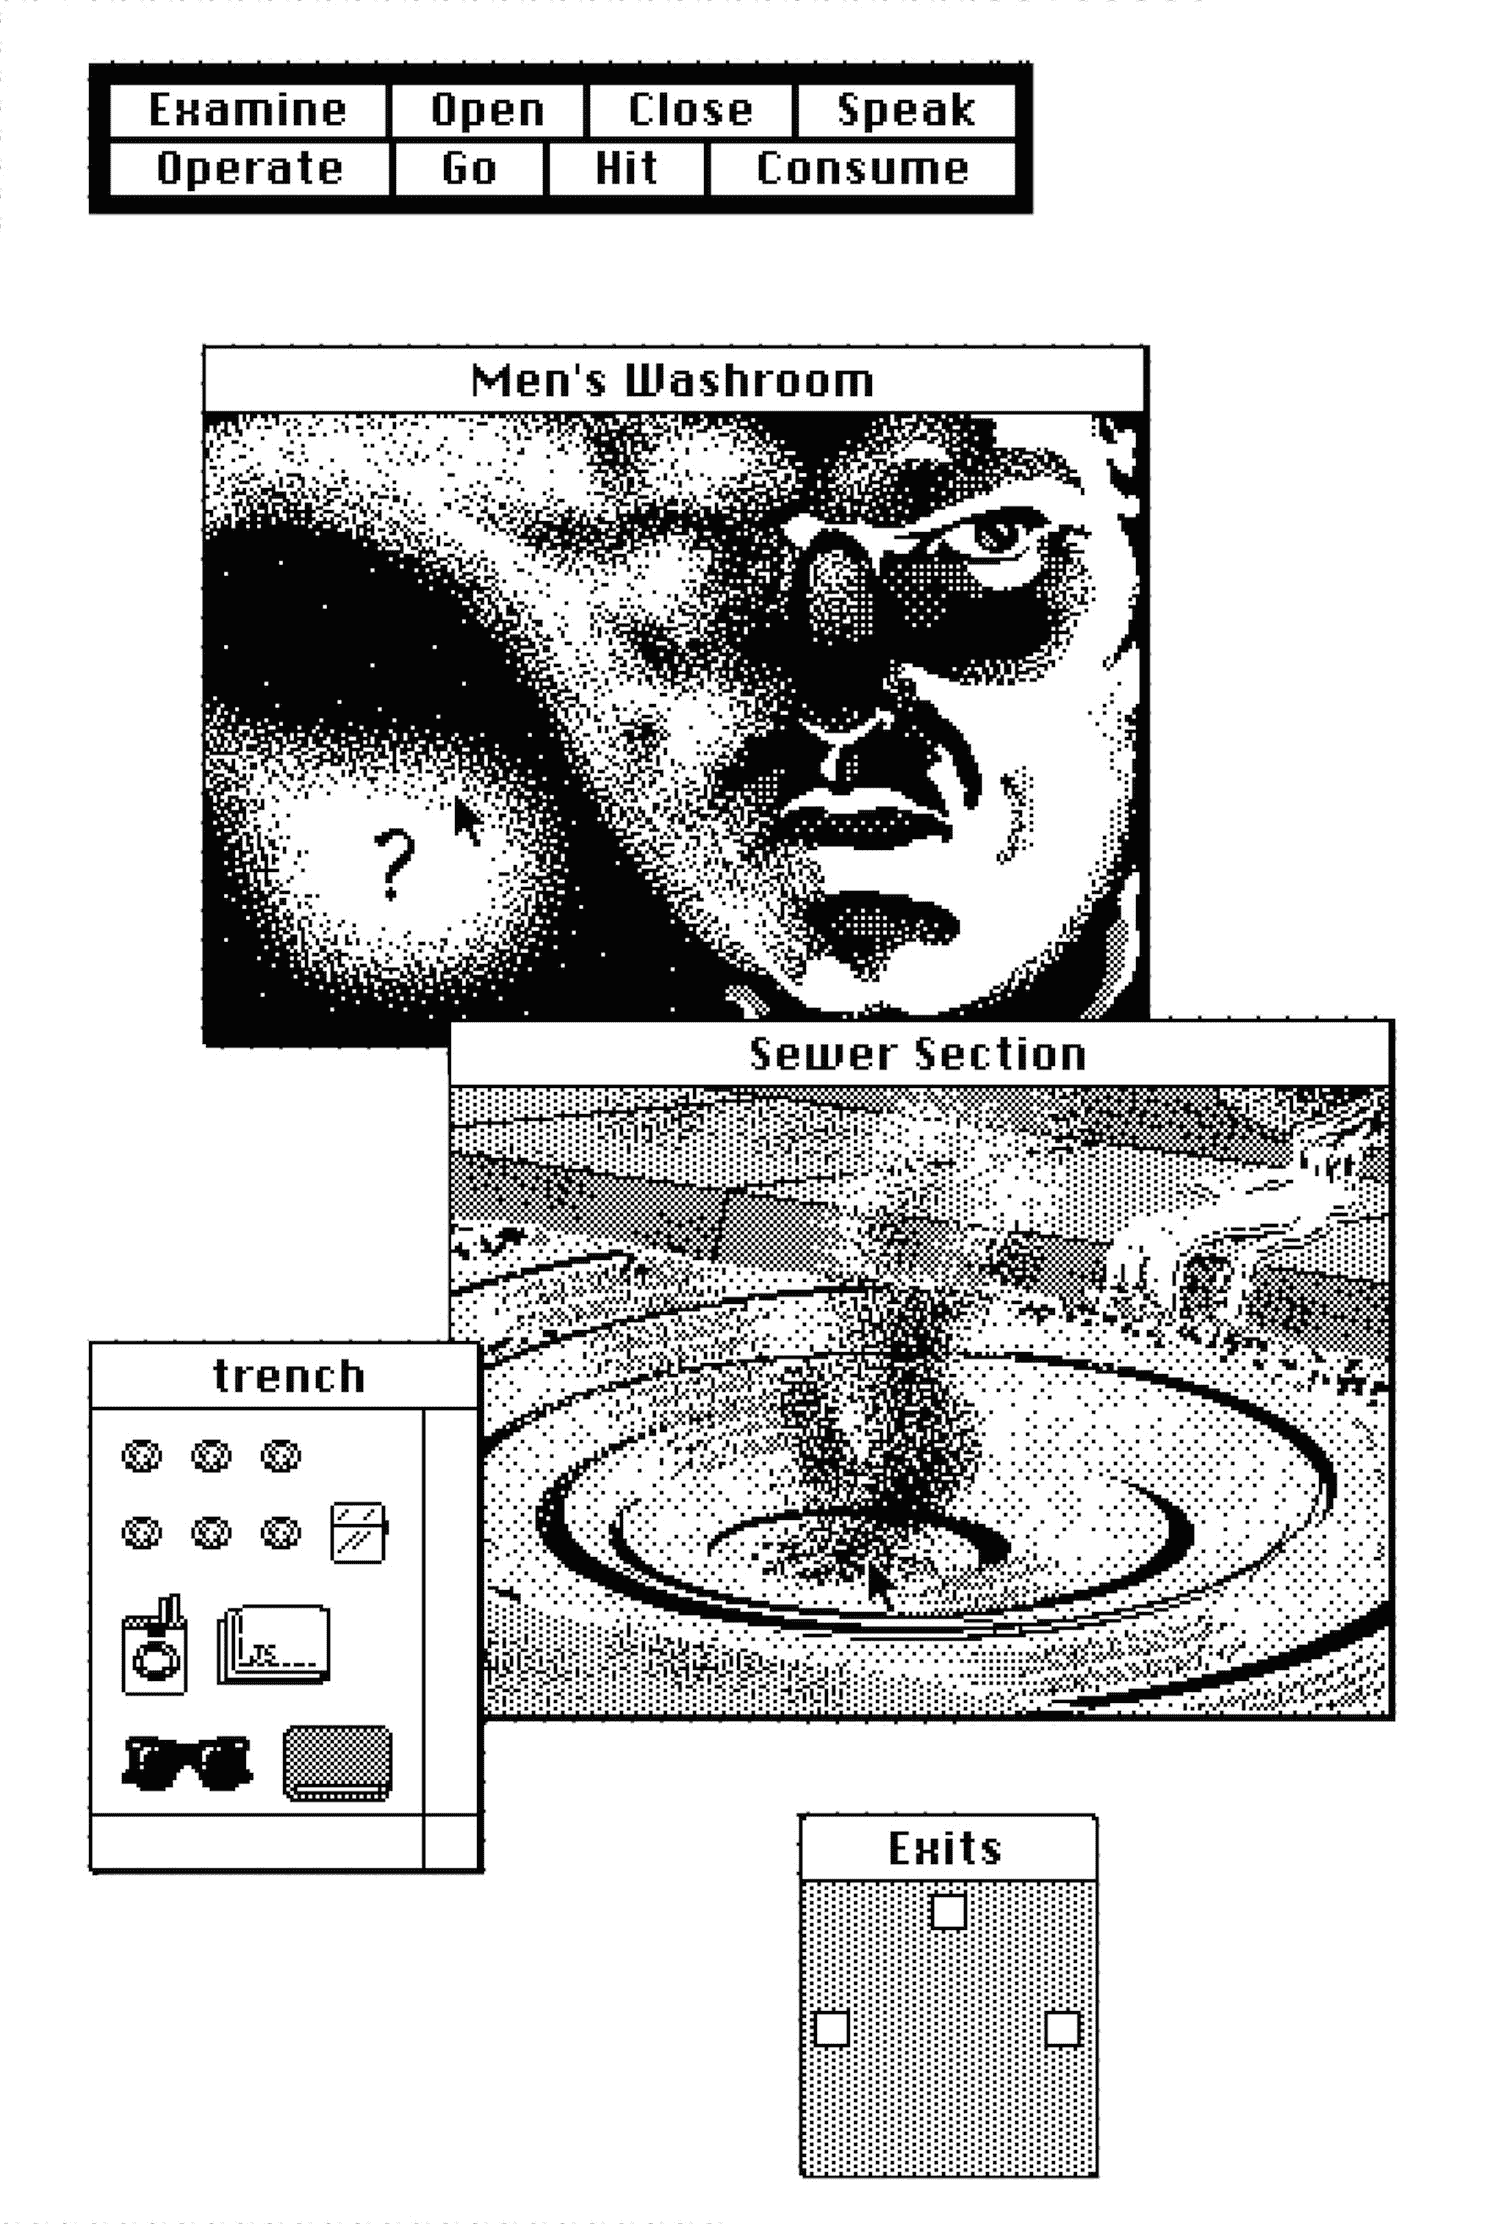 Examine Open Close Speak
Operate Go Hit Consume
Men's Washroom
?
Sewer Section
trench
Exits